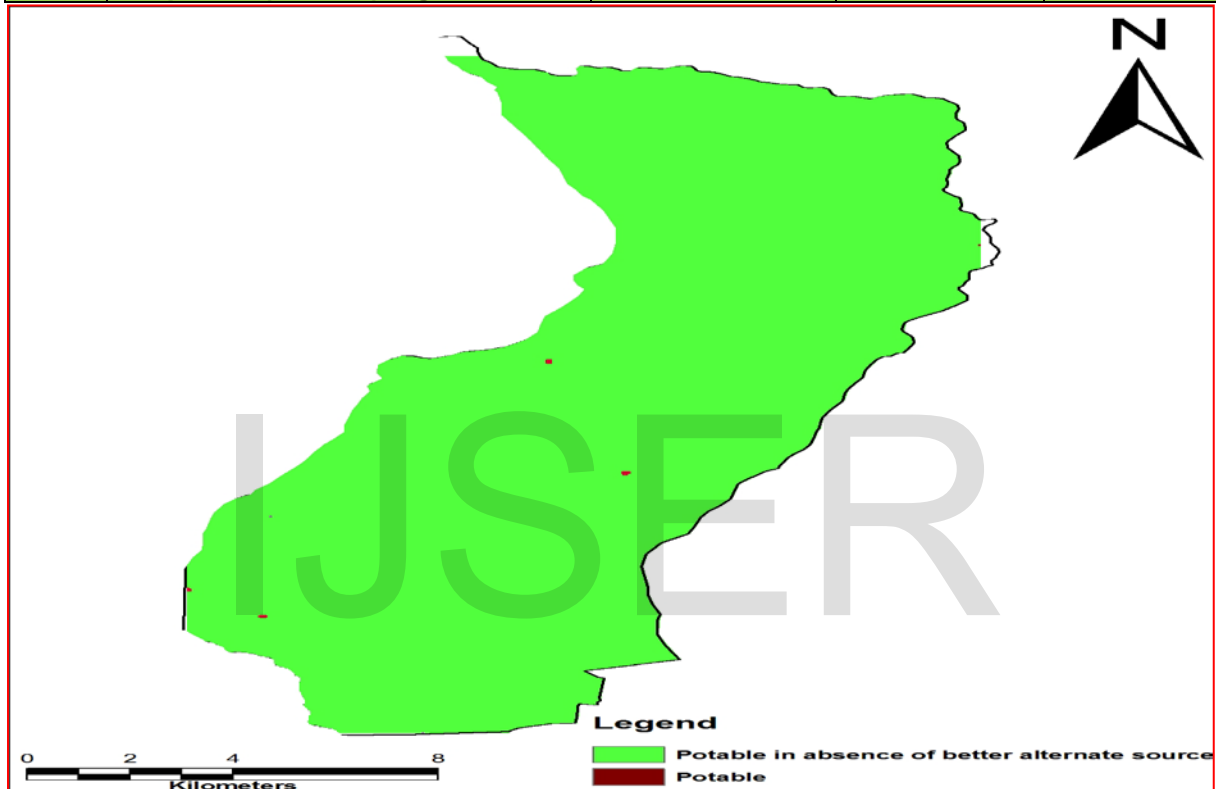 N
IJSER
Legend
Potable in absence of better alternate source
Potable
0 2 4 8
Kilometers